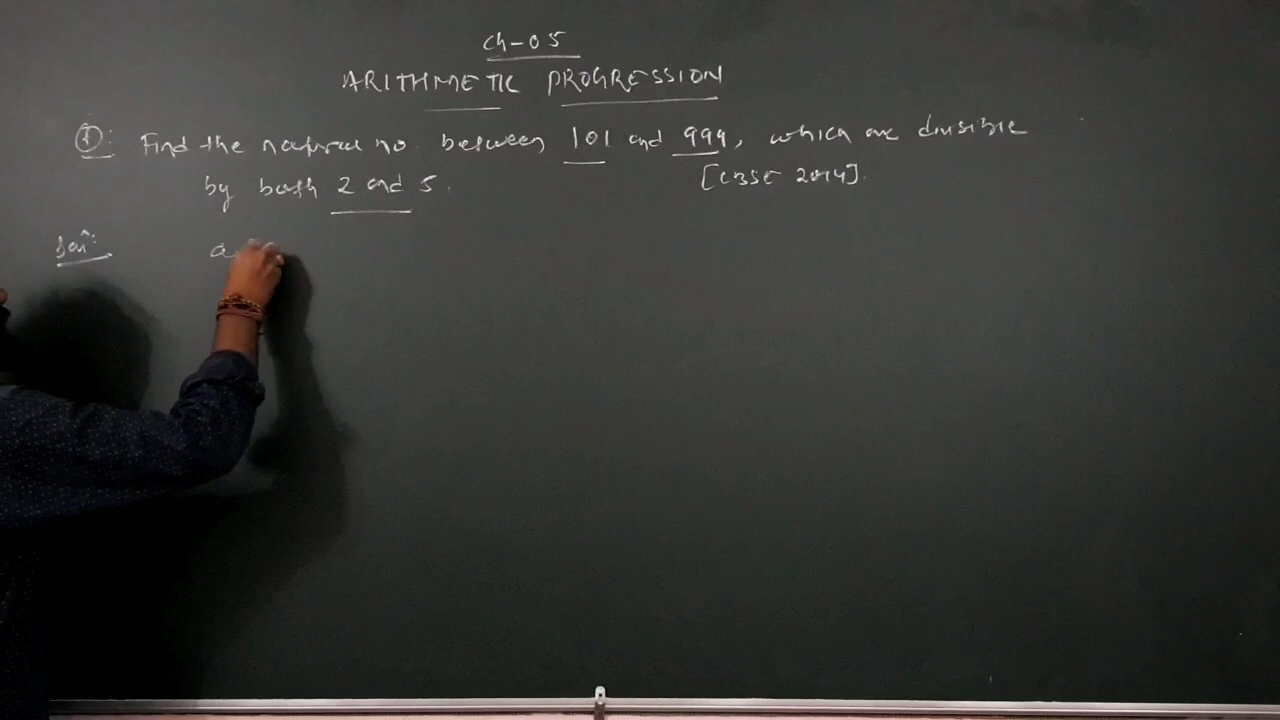 Ch-05
ARITHMETIC PROGRESSION
①: Find the natural no. between 101 and 999, which are divisible
by both 2 and 5.
[CBSE 2014].
Solⁿ:
a